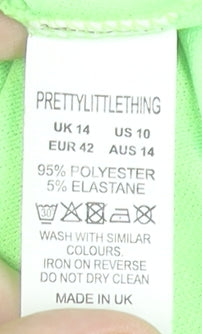 PRETTYLITTLETHING
UK 14 US 10
EUR 42 AUS 14
95% POLYESTER
5% ELASTANE
30°
WASH WITH SIMILAR
COLOURS.
IRON ON REVERSE
DO NOT DRY CLEAN
MADE IN UK